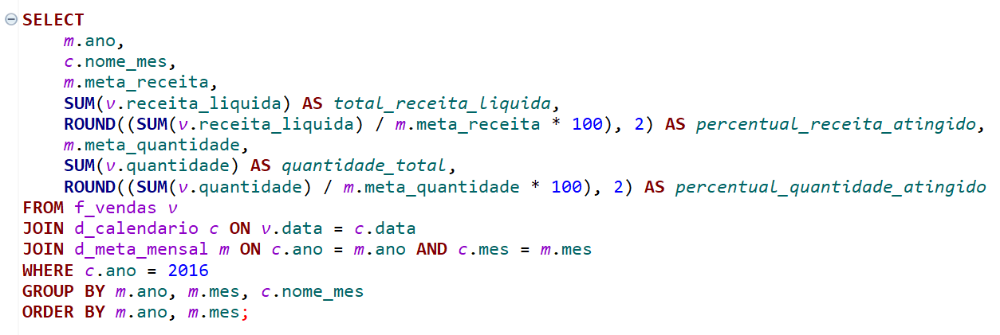 SELECT
    m.ano,
    c.nome_mes,
    m.meta_receita,
    SUM(v.receita_liquida) AS total_receita_liquida,
    ROUND((SUM(v.receita_liquida) / m.meta_receita * 100), 2) AS percentual_receita_atingido,
    m.meta_quantidade,
    SUM(v.quantidade) AS quantidade_total,
    ROUND((SUM(v.quantidade) / m.meta_quantidade * 100), 2) AS percentual_quantidade_atingido
FROM f_vendas v
JOIN d_calendario c ON v.data = c.data
JOIN d_meta_mensal m ON c.ano = m.ano AND c.mes = m.mes
WHERE c.ano = 2016
GROUP BY m.ano, m.mes, c.nome_mes
ORDER BY m.ano, m.mes;